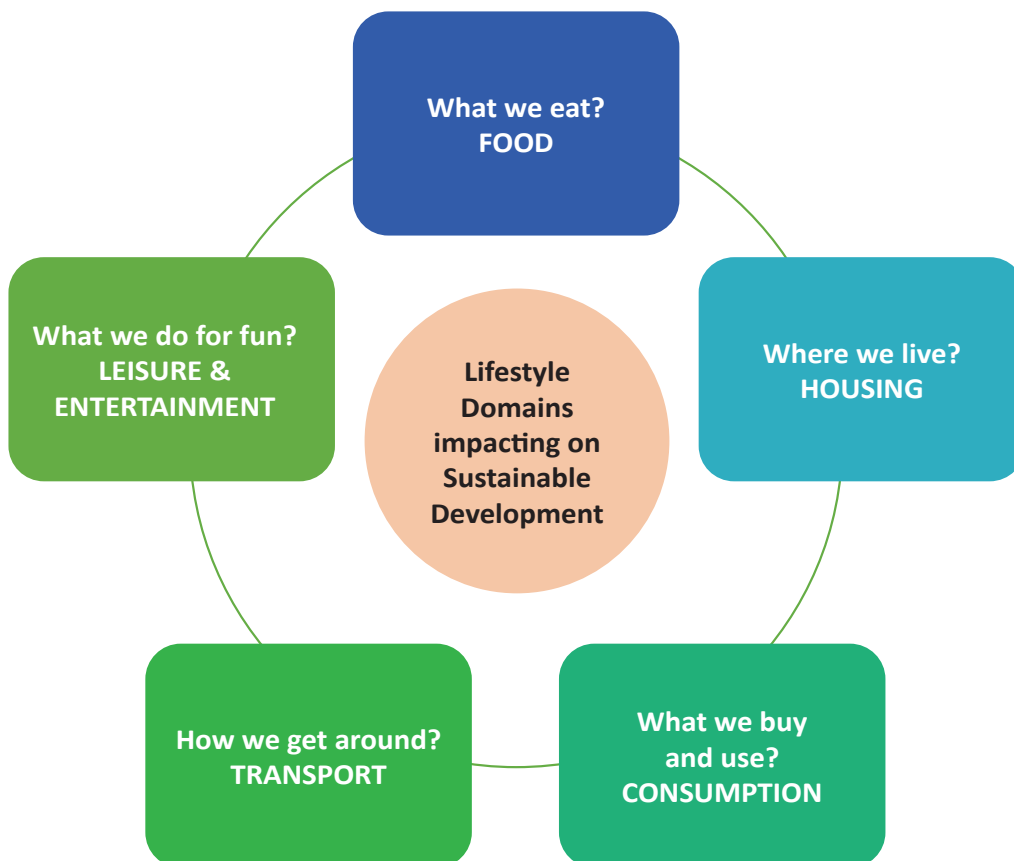 What we eat?
FOOD
Where we live?
HOUSING
What we buy
and use?
CONSUMPTION
How we get around?
TRANSPORT
What we do for fun?
LEISURE &
ENTERTAINMENT
Lifestyle
Domains
impacting on
Sustainable
Development